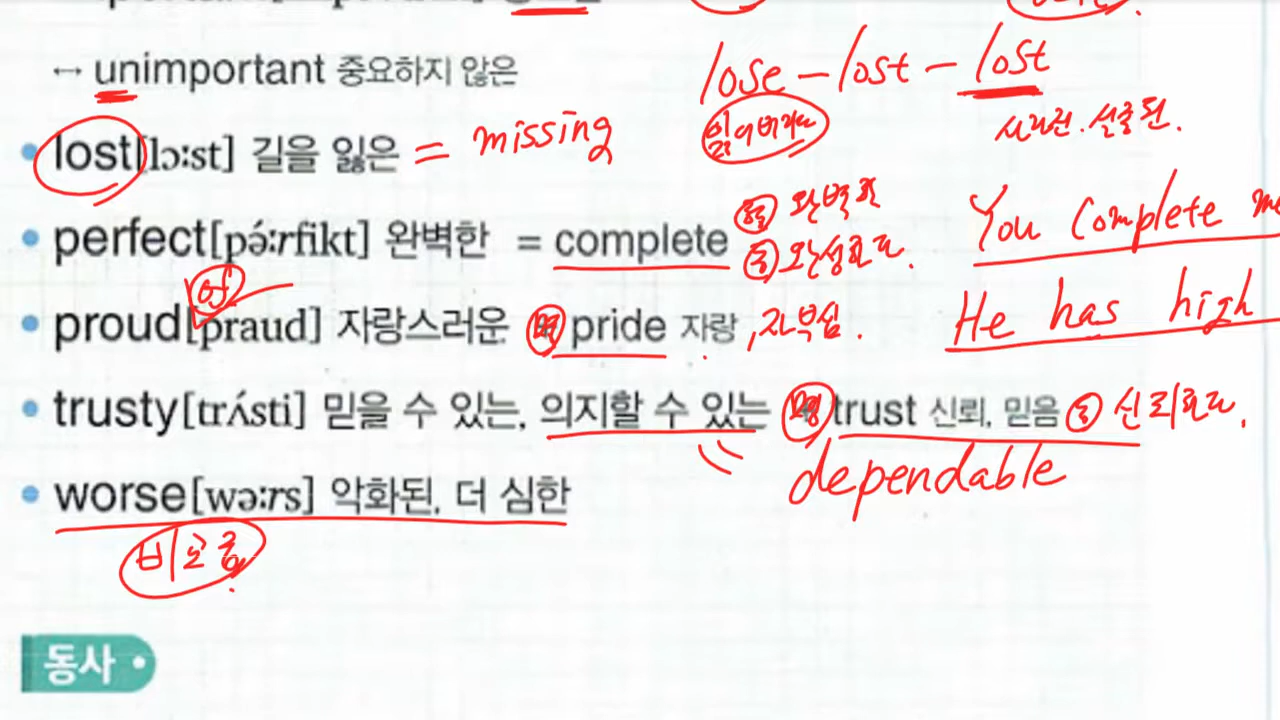 lose – lost – lost
↔ unimportant 중요하지 않은
잃어버리다 사라진. 실종된.
lost[lɔːst] 길을 잃은 = missing
형 완벽한
perfect[pə́ːrfikt] 완벽한 = complete 동 완성하다. You complete me
of
proud[praud] 자랑스러운 명 pride 자랑, 자부심. He has high
trusty[trʌ́sti] 믿을 수 있는, 의지할 수 있는 명 trust 신뢰, 믿음 동 신뢰하다.
dependable
worse[wəːrs] 악화된, 더 심한
비교급.
동사